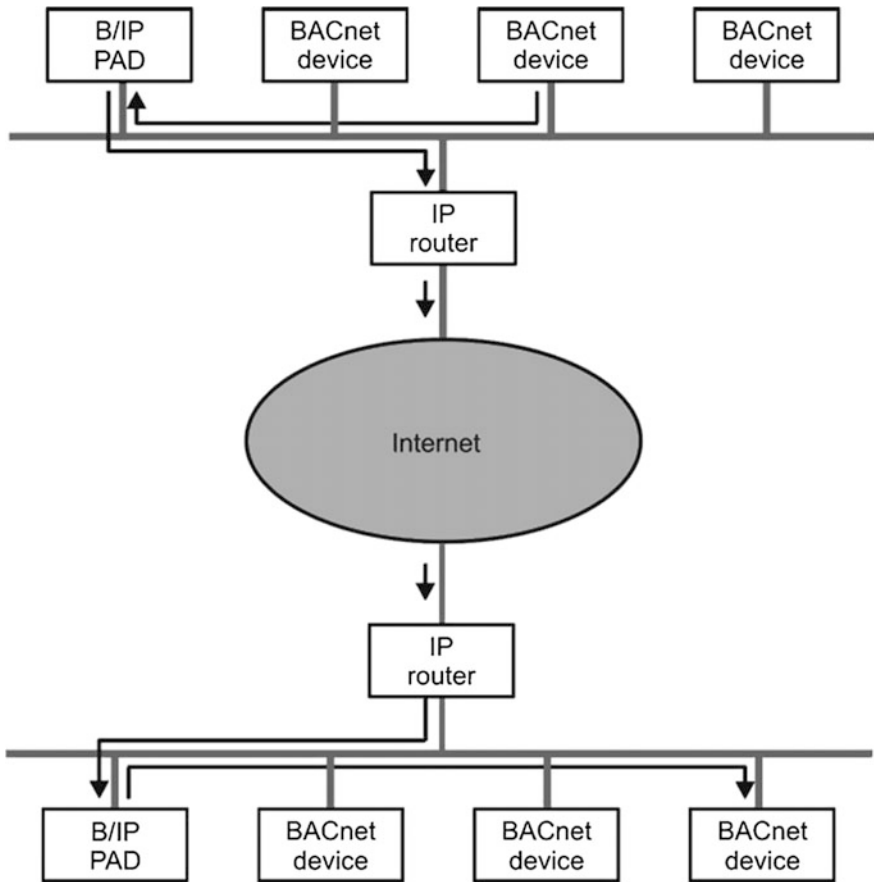 B/IP
PAD
BACnet
device
BACnet
device
BACnet
device
IP
router
Internet
IP
router
B/IP
PAD
BACnet
device
BACnet
device
BACnet
device